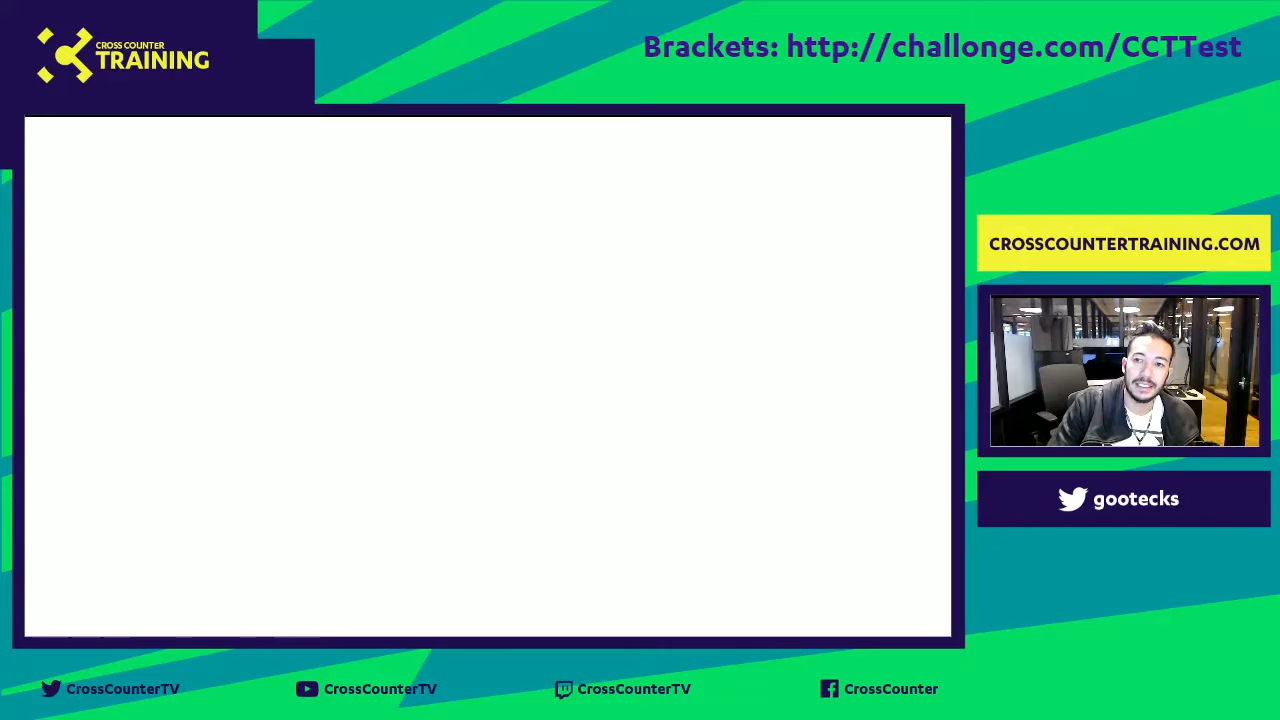 CROSS COUNTER
TRAINING
Brackets: http://challonge.com/CCTTest
CROSSCOUNTERTRAINING.COM
gootecks
CrossCounterTV
CrossCounterTV
CrossCounterTV
CrossCounter